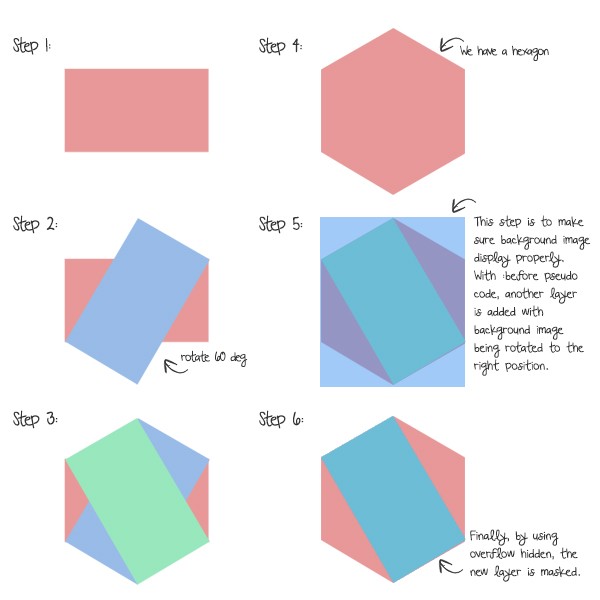 Step 1:
Step 4:
We have a hexagon
Step 2:
rotate 60 deg
Step 5:
This step is to make
sure background image
display properly.
With :before pseudo
code, another layer
is added with
background image
being rotated to the
right position.
Step 3:
Step 6:
Finally, by using
overflow hidden, the
new layer is masked.